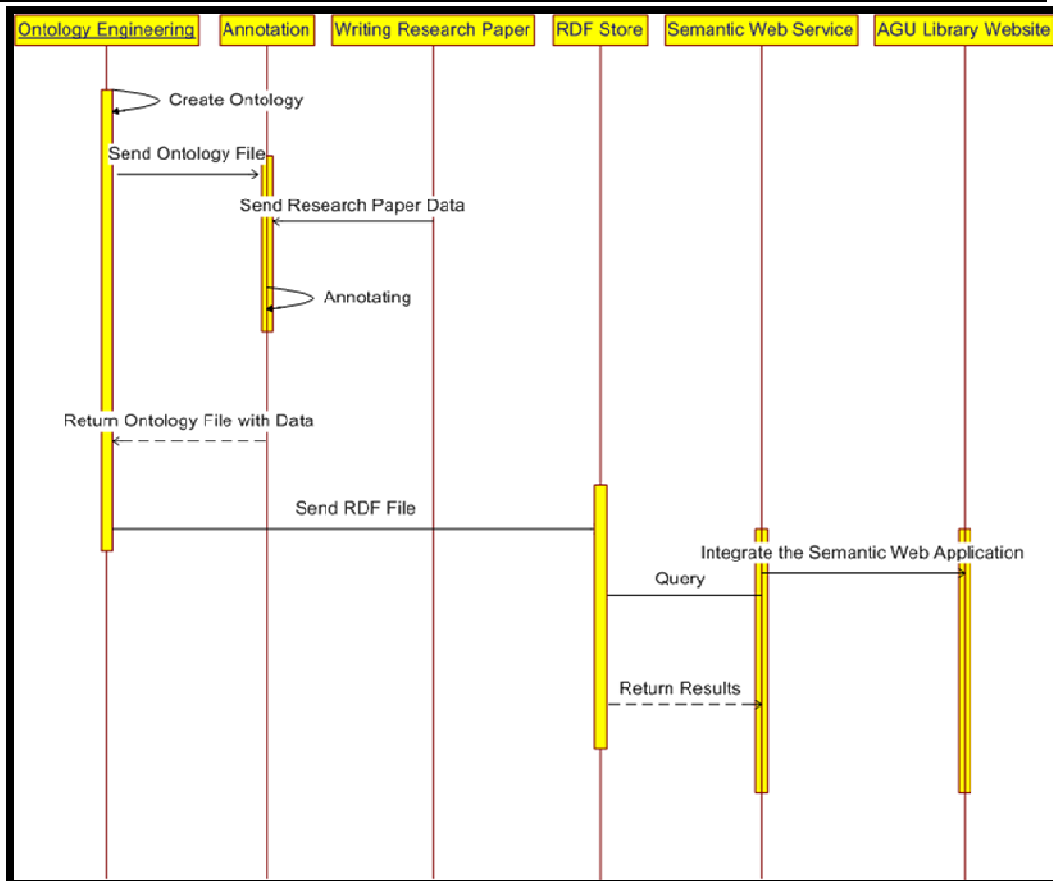 Ontology Engineering
Annotation
Writing Research Paper
RDF Store
Semantic Web Service
AGU Library Website
Create Ontology
Send Ontology File
Send Research Paper Data
Annotating
Return Ontology File with Data
Send RDF File
Integrate the Semantic Web Application
Query
Return Results